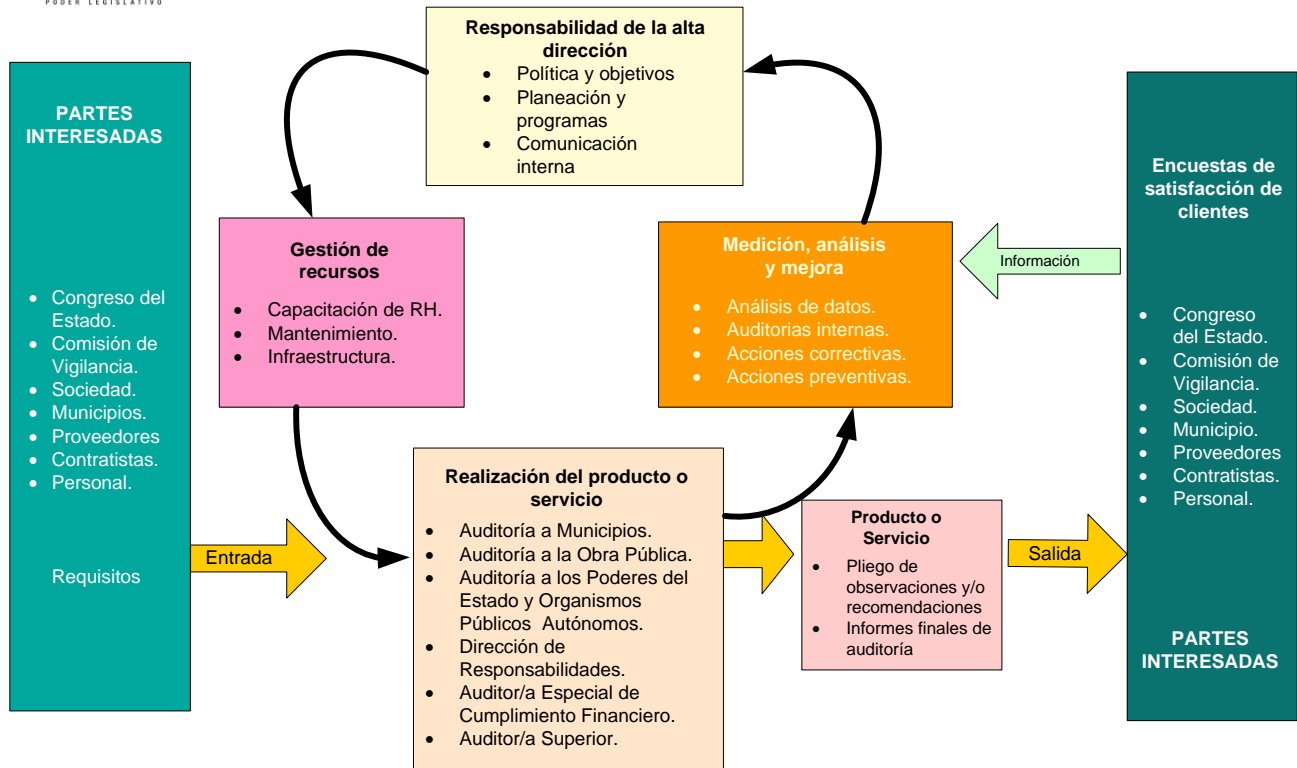 PODER LEGISLATIVO
Responsabilidad de la alta
dirección
• Política y objetivos
• Planeación y
programas
• Comunicación
interna
PARTES
INTERESADAS
• Congreso del
Estado.
• Comisión de
Vigilancia.
• Sociedad.
• Municipios.
• Proveedores
• Contratistas.
• Personal.
Requisitos
Entrada
Gestión de
recursos
• Capacitación de RH.
• Mantenimiento.
• Infraestructura.
Medición, análisis
y mejora
• Análisis de datos.
• Auditorias internas.
• Acciones correctivas.
• Acciones preventivas.
Información
Realización del producto o
servicio
• Auditoría a Municipios.
• Auditoría a la Obra Pública.
• Auditoría a los Poderes del
Estado y Organismos
Públicos Autónomos.
• Dirección de
Responsabilidades.
• Auditor/a Especial de
Cumplimiento Financiero.
• Auditor/a Superior.
Producto o
Servicio
• Pliego de
observaciones y/o
recomendaciones
• Informes finales de
auditoría
Salida
Encuestas de
satisfacción de
clientes
• Congreso
del Estado.
• Comisión de
Vigilancia.
• Sociedad.
• Municipio.
• Proveedores
• Contratistas.
• Personal.
PARTES
INTERESADAS